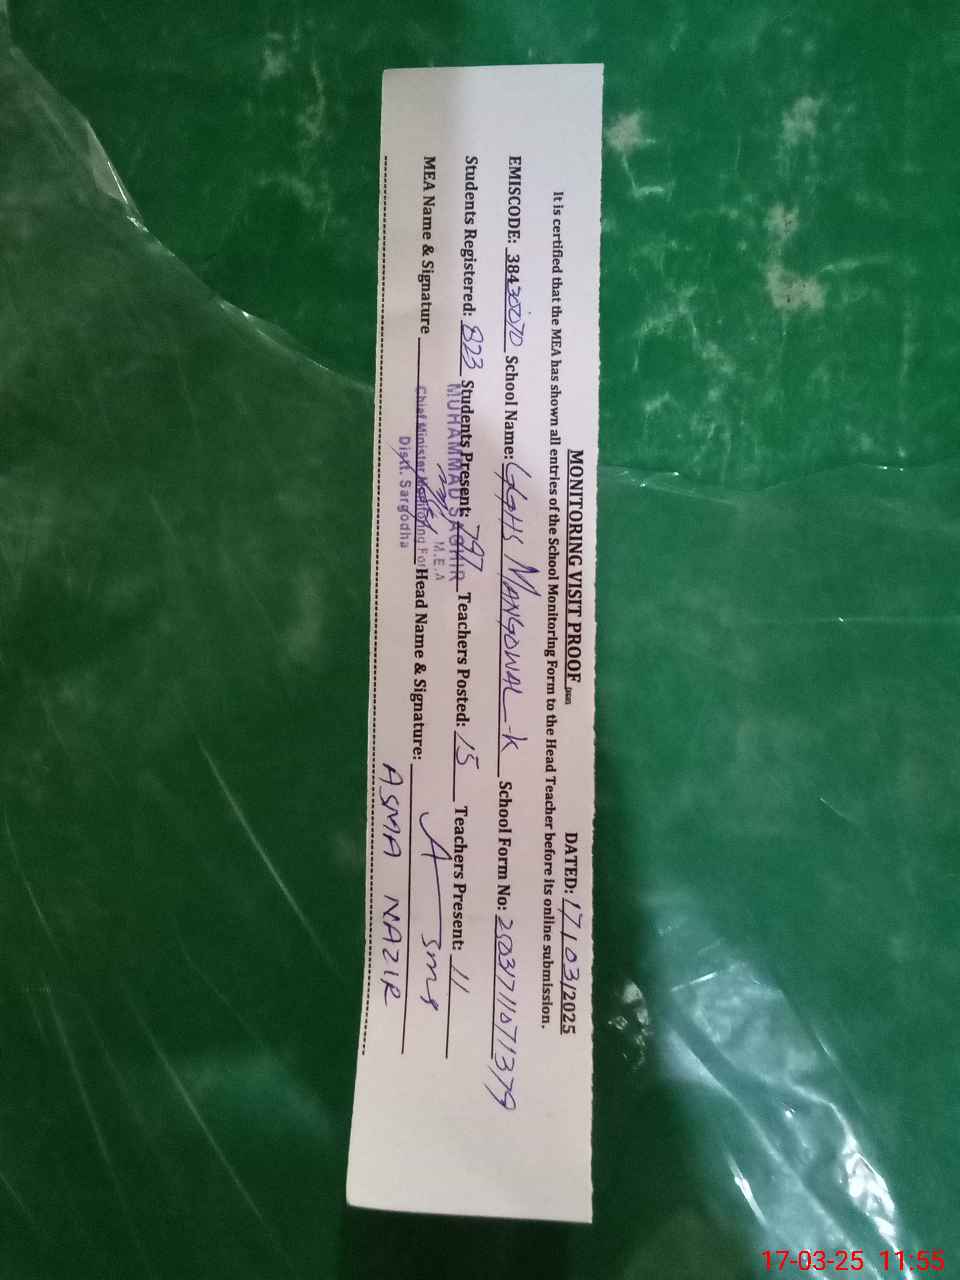 MONITORING VISIT PROOF DATED: 17/03/2025
It is certified that the MEA has shown all entries of the School Monitoring Form to the Head Teacher before its online submission.
EMISCODE: 38430070 School Name: GGHS MANGOWAL-K School Form No:
Students Registered: 823 Students Present: 797 Teachers Posted: 15 Teachers Present: 11
MUHAMMAD SAGHIR
M.E.A
MEA Name & Signature Chief Minister Monitoring For Head Name & Signature: Asma
Distt. Sargodha
ASMA NAZIR
17-03-25 11:55